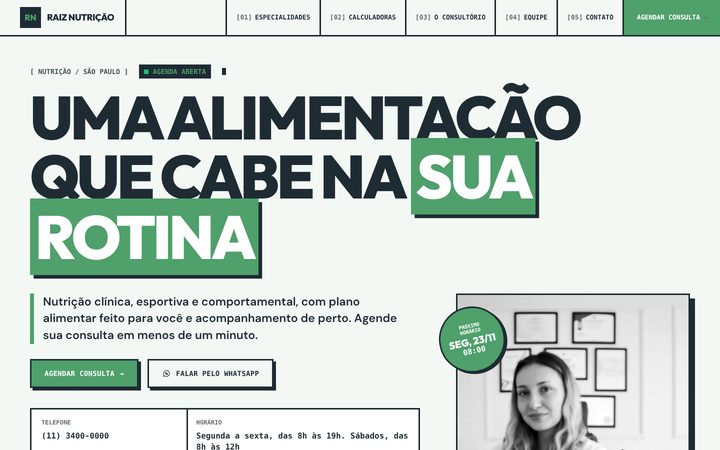 RN RAIZ NUTRIÇÃO
[01] ESPECIALIDADES
[02] CALCULADORAS
[03] O CONSULTÓRIO
[04] EQUIPE
[05] CONTATO
AGENDAR CONSULTA →
[ NUTRIÇÃO / SÃO PAULO ]
AGENDA ABERTA
UMA ALIMENTAÇÃO
QUE CABE NA SUA
ROTINA
Nutrição clínica, esportiva e comportamental, com plano
alimentar feito para você e acompanhamento de perto. Agende
sua consulta em menos de um minuto.
AGENDAR CONSULTA →
FALAR PELO WHATSAPP
PRÓXIMO
HORÁRIO
SEG, 23/11
08:00
TELEFONE
(11) 3400-0000
HORÁRIO
Segunda a sexta, das 8h às 19h. Sábados, das
8h às 12h